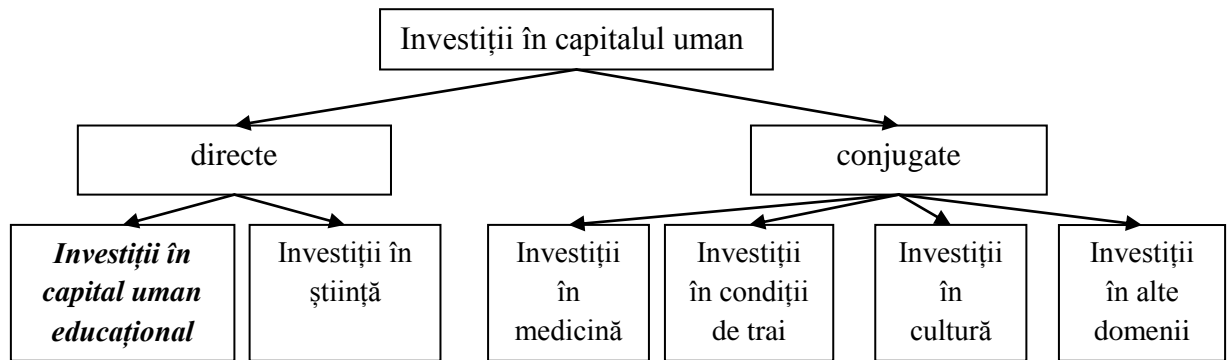 Investiții în capitalul uman
directe
conjugate
Investiții în
capital uman
educațional
Investiții în
știință
Investiții
în
medicină
Investiții
în condiții
de trai
Investiții
în
cultură
Investiții
în alte
domenii